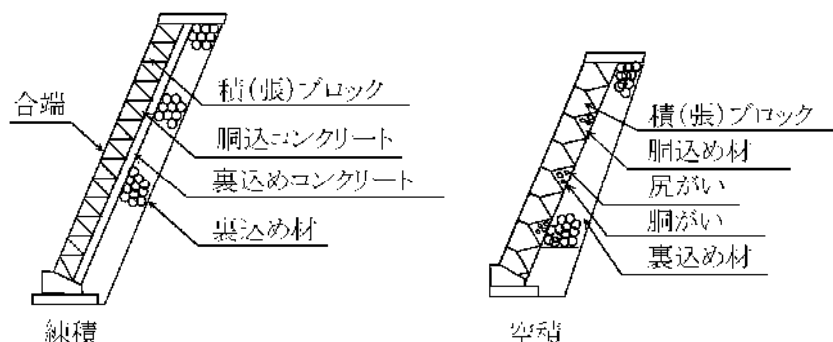 合端
積(張)ブロック
胴込コンクリート
裏込めコンクリート
裏込め材
練積
積(張)ブロック
胴込め材
尻がい
胴がい
裏込め材
空積